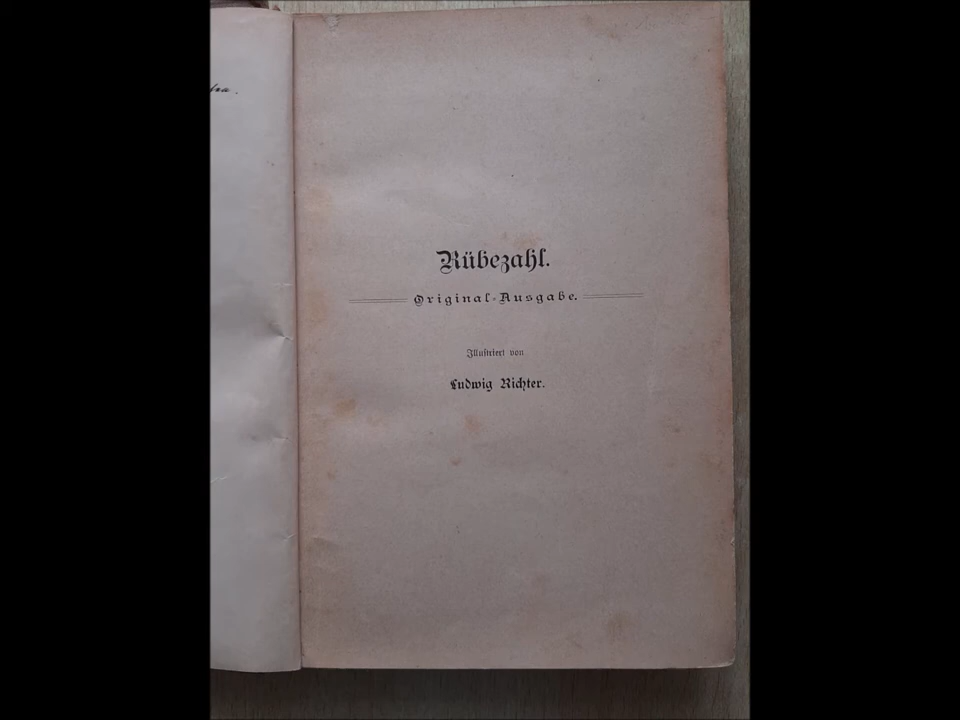 Rübezahl.
Original-Ausgabe.
Illustriert von
Ludwig Richter.